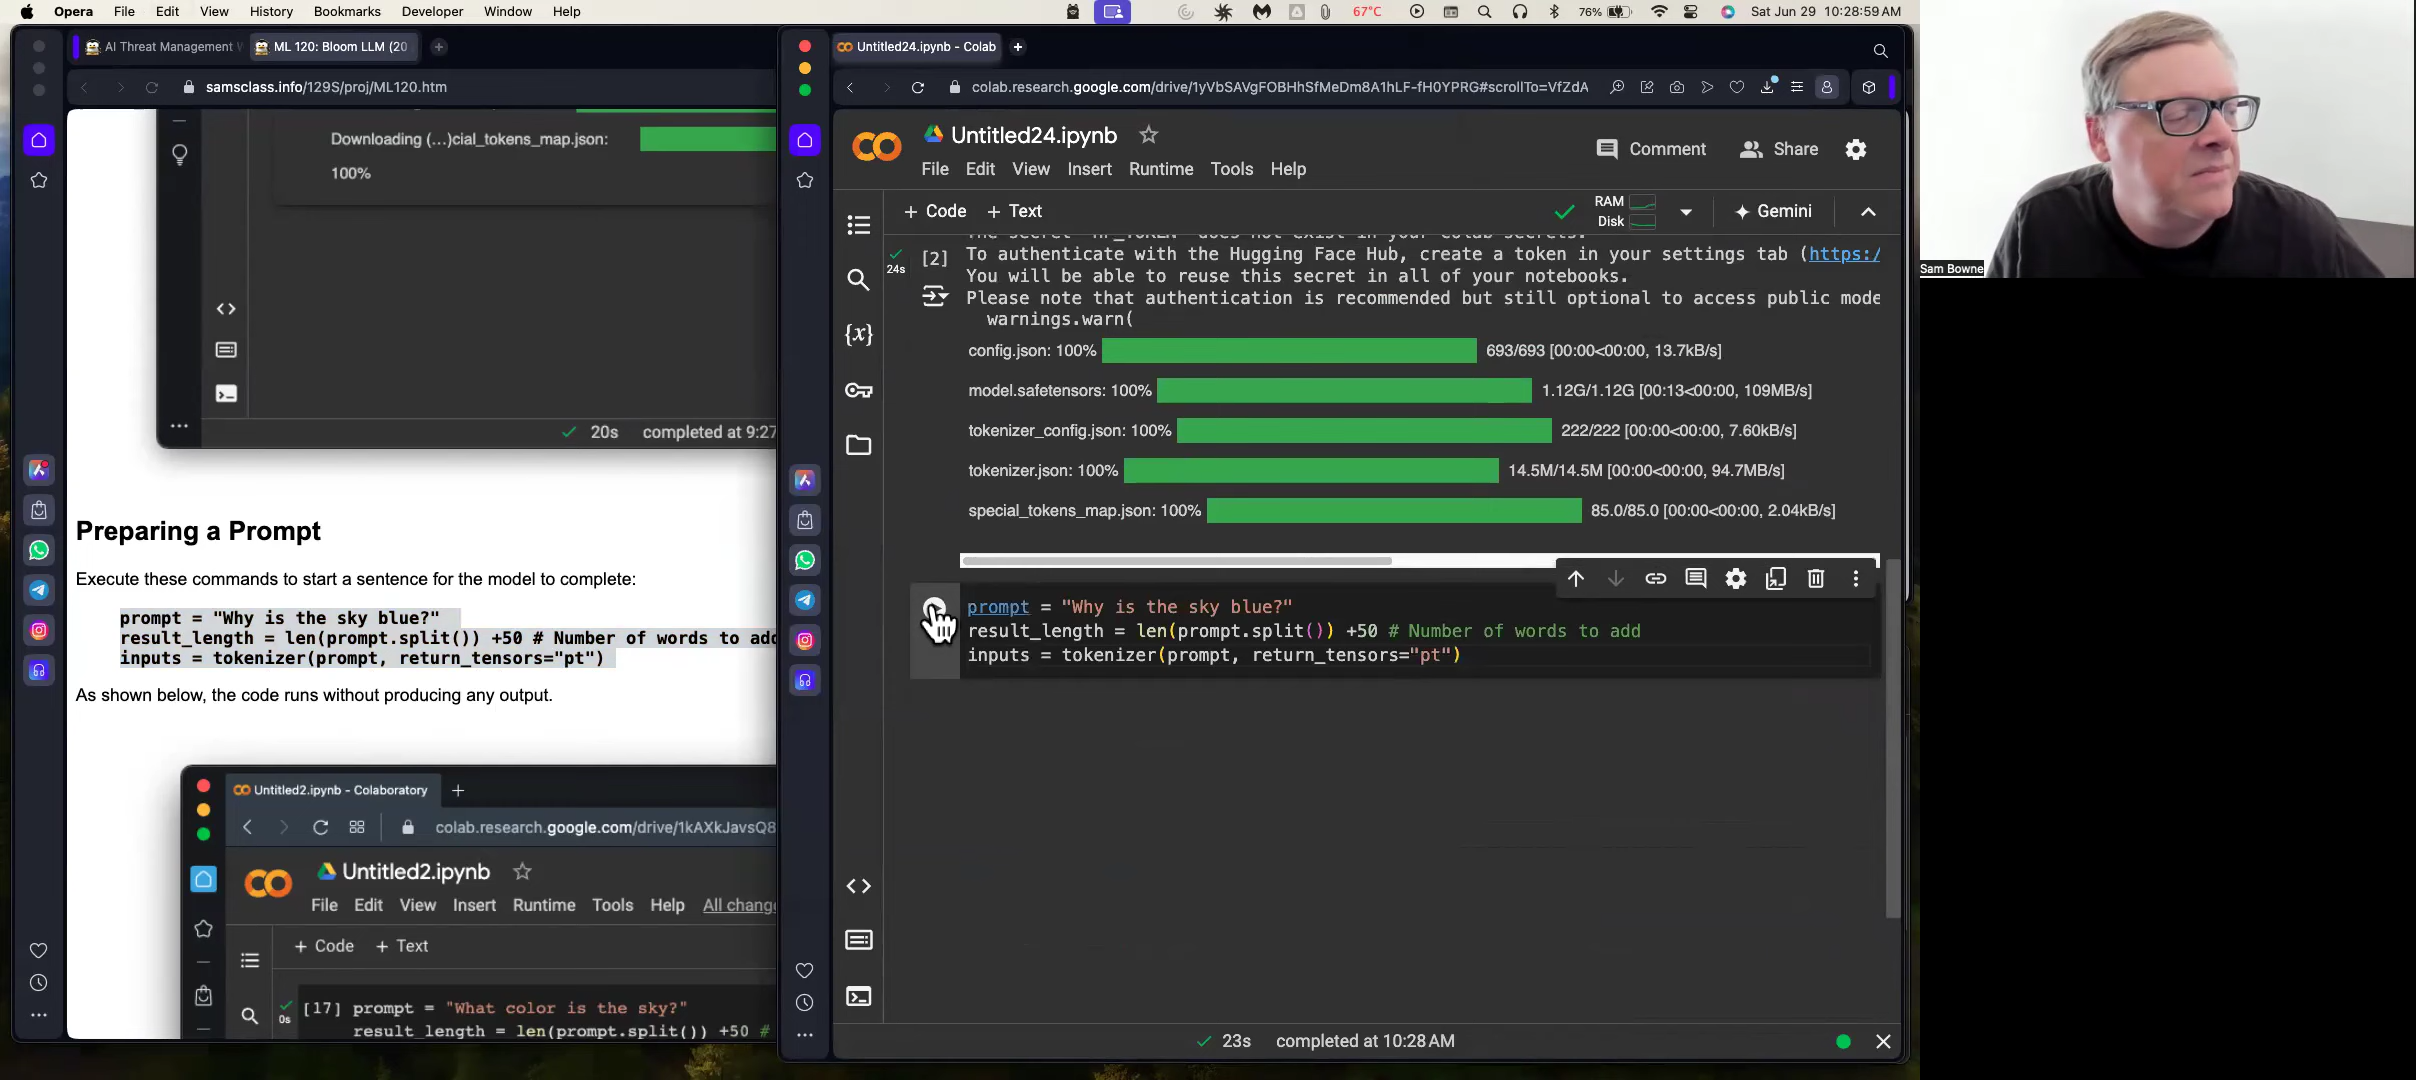 Opera File Edit View History Bookmarks Developer Window Help
67°C
76%
Sat Jun 29 10:28:59 AM
AI Threat Management
ML 120: Bloom LLM (20
samsclass.info/129S/proj/ML120.htm
Downloading (…)cial_tokens_map.json:
100%
20s completed at 9:27
Preparing a Prompt
Execute these commands to start a sentence for the model to complete:
prompt = "Why is the sky blue?"
result_length = len(prompt.split()) +50 # Number of words to add
inputs = tokenizer(prompt, return_tensors="pt")
As shown below, the code runs without producing any output.
Untitled2.ipynb - Colaboratory
colab.research.google.com/drive/1kAXkJavsQ8
Untitled2.ipynb
File Edit View Insert Runtime Tools Help All chang
+ Code + Text
[17] prompt = "What color is the sky?"
0s
result_length = len(prompt.split()) +50 #
Untitled24.ipynb - Colab
colab.research.google.com/drive/1yVbSAVgFOBHhSfMeDm8A1hLF-fH0YPRG#scrollTo=VfZdA
Untitled24.ipynb
Comment Share
File Edit View Insert Runtime Tools Help
+ Code + Text
RAM
Disk
Gemini
The secret `HF_TOKEN` does not exist in your Colab secrets.
[2] To authenticate with the Hugging Face Hub, create a token in your settings tab (https:/
24s
You will be able to reuse this secret in all of your notebooks.
Please note that authentication is recommended but still optional to access public mode
warnings.warn(
config.json: 100% 693/693 [00:00<00:00, 13.7kB/s]
model.safetensors: 100% 1.12G/1.12G [00:13<00:00, 109MB/s]
tokenizer_config.json: 100% 222/222 [00:00<00:00, 7.60kB/s]
tokenizer.json: 100% 14.5M/14.5M [00:00<00:00, 94.7MB/s]
special_tokens_map.json: 100% 85.0/85.0 [00:00<00:00, 2.04kB/s]
prompt = "Why is the sky blue?"
result_length = len(prompt.split()) +50 # Number of words to add
inputs = tokenizer(prompt, return_tensors="pt")
23s completed at 10:28 AM
Sam Bowne